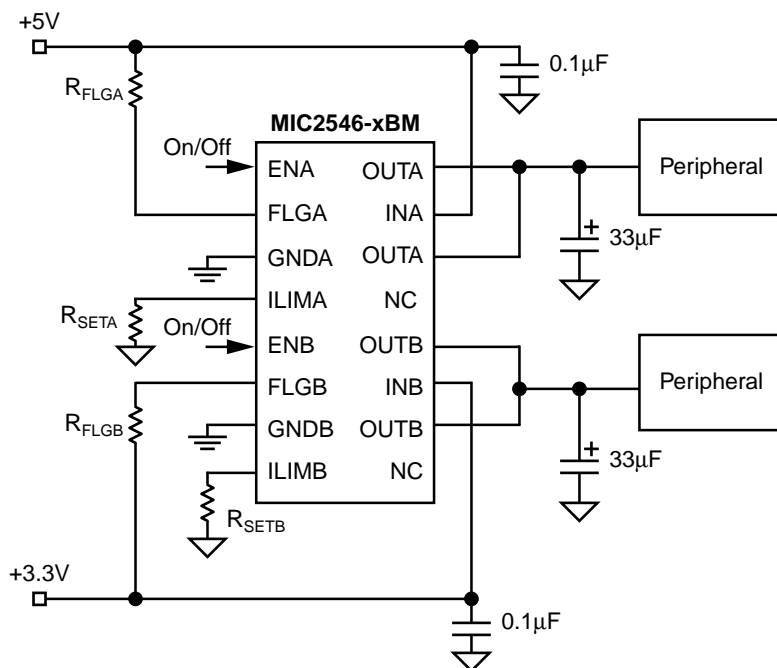 +5V
0.1µF
RFLGA
MIC2546-xBM
On/Off
ENA
OUTA
Peripheral
FLGA
INA
GNDA
OUTA
33µF
+
ILIMA
NC
RSETA
On/Off
ENB
OUTB
Peripheral
FLGB
INB
RFLGB
GNDB
OUTB
33µF
+
ILIMB
NC
RSETB
+3.3V
0.1µF